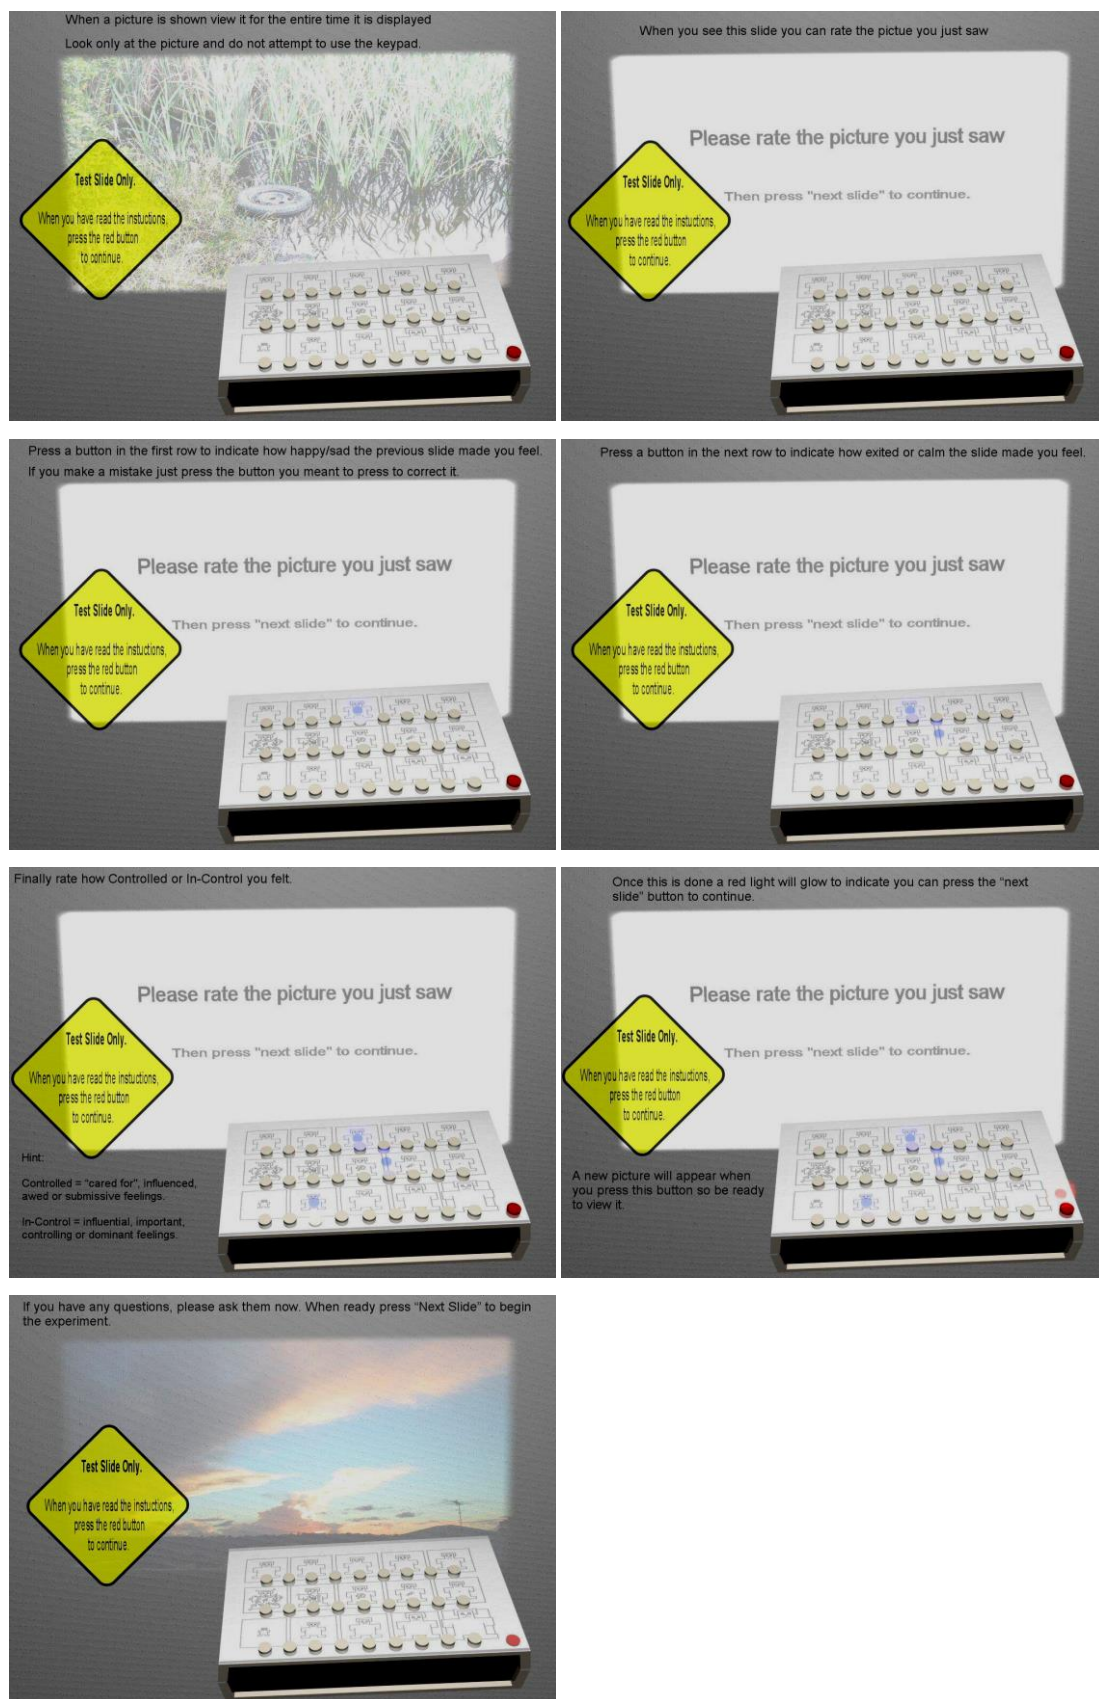 When a picture is shown view it for the entire time it is displayed
Look only at the picture and do not attempt to use the keypad.
Test Slide Only.
When you have read the instuctions,
press the red button
to continue.
When you see this slide you can rate the pictue you just saw
Please rate the picture you just saw
Then press "next slide" to continue.
Test Slide Only.
When you have read the instuctions,
press the red button
to continue.
Press a button in the first row to indicate how happy/sad the previous slide made you feel.
If you make a mistake just press the button you meant to press to correct it.
Please rate the picture you just saw
Then press "next slide" to continue.
Test Slide Only.
When you have read the instuctions,
press the red button
to continue.
Press a button in the next row to indicate how exited or calm the slide made you feel.
Please rate the picture you just saw
Then press "next slide" to continue.
Test Slide Only.
When you have read the instuctions,
press the red button
to continue.
Finally rate how Controlled or In-Control you felt.
Please rate the picture you just saw
Then press "next slide" to continue.
Test Slide Only.
When you have read the instuctions,
press the red button
to continue.
Hint:
Controlled = “cared for”, influenced,
awed or submissive feelings.
In-Control = influential, important,
controlling or dominant feelings.
Once this is done a red light will glow to indicate you can press the “next
slide” button to continue.
Please rate the picture you just saw
Then press "next slide" to continue.
Test Slide Only.
When you have read the instuctions,
press the red button
to continue.
A new picture will appear when
you press this button so be ready
to view it.
If you have any questions, please ask them now. When ready press “Next Slide” to begin
the experiment.
Test Slide Only.
When you have read the instuctions,
press the red button
to continue.